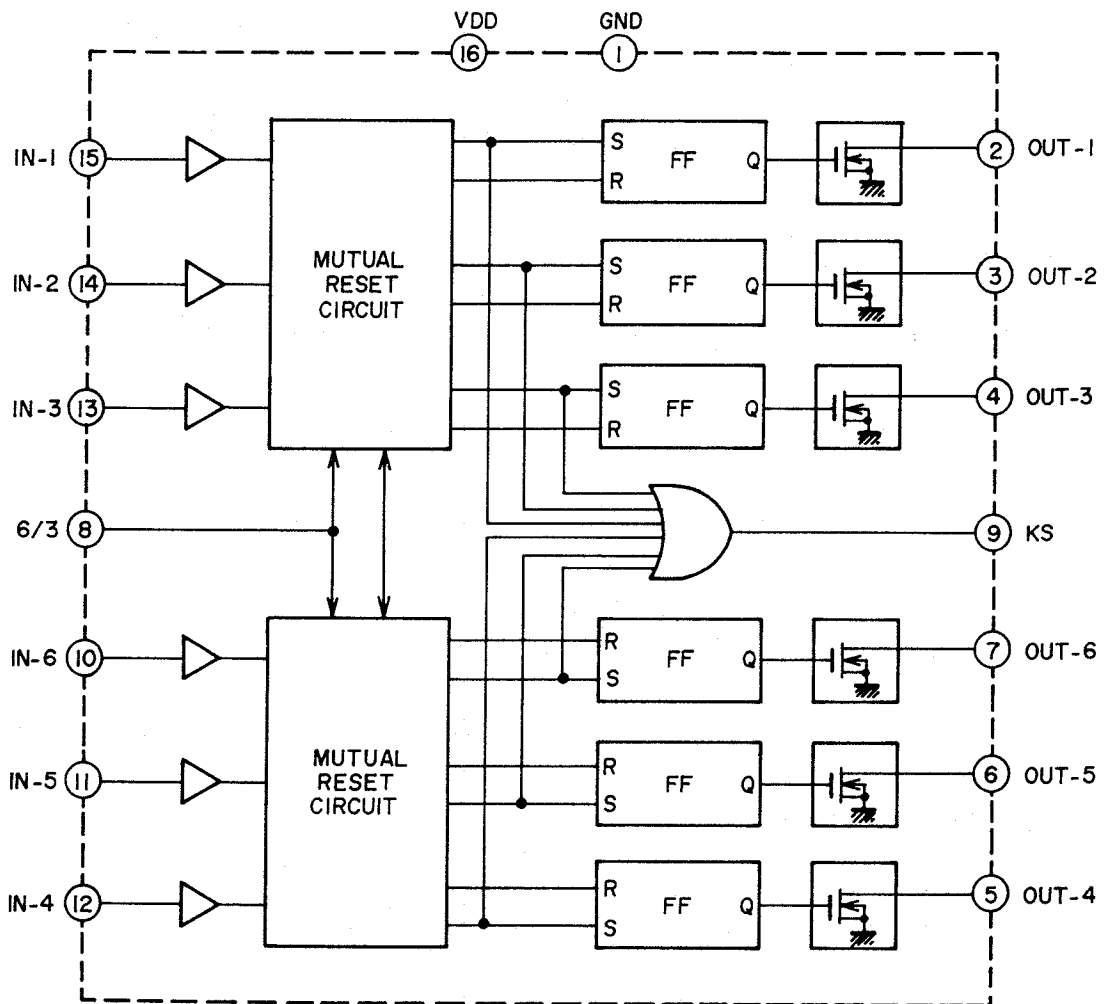 VDD GND
16 1
IN-1 15 S FF Q 2 OUT-1
R
IN-2 14 MUTUAL RESET CIRCUIT S FF Q 3 OUT-2
R
IN-3 13 S FF Q 4 OUT-3
R
6/3 8 9 KS
IN-6 10 R FF Q 7 OUT-6
S
IN-5 11 MUTUAL RESET CIRCUIT R FF Q 6 OUT-5
S
IN-4 12 R FF Q 5 OUT-4
S